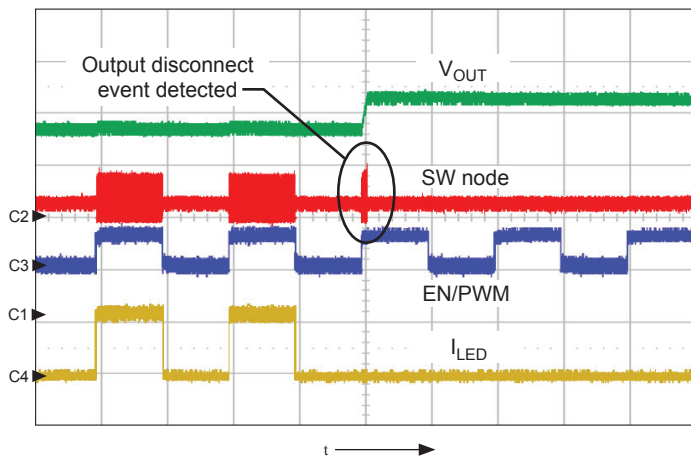 Output disconnect
event detected
VOUT
SW node
C2
C3
EN/PWM
C1
ILED
C4
t